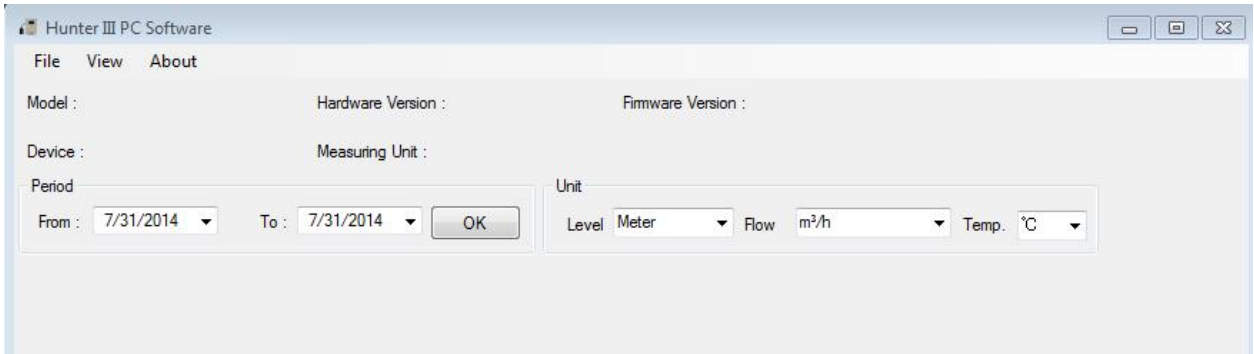 Hunter Ⅲ PC Software
File View About
Model : Hardware Version : Firmware Version :
Device : Measuring Unit :
Period Unit
From : 7/31/2014 To : 7/31/2014 OK Level Meter Flow m³/h Temp. ℃